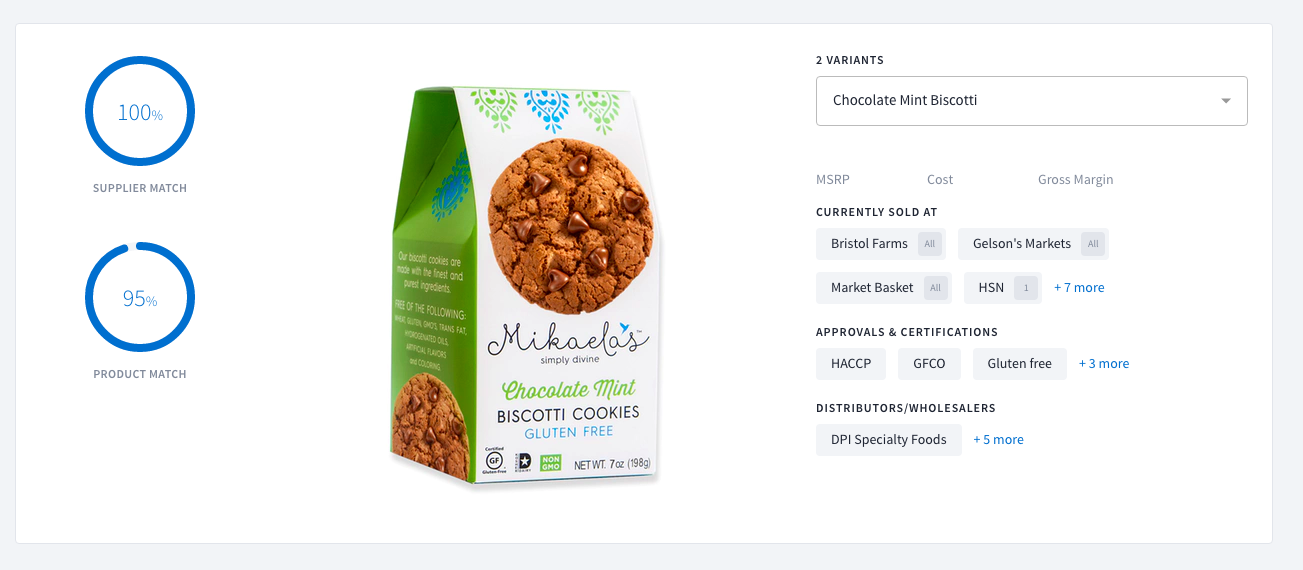 100%
SUPPLIER MATCH
95%
PRODUCT MATCH
Our biscotti cookies are
made with the finest and
purest ingredients.
FREE OF THE FOLLOWING:
WHEAT, GLUTEN, GMO'S, TRANS FAT,
HYDROGENATED OILS,
ARTIFICIAL FLAVORS
and COLORING
Mikaela's™
simply divine
Chocolate Mint
BISCOTTI COOKIES
GLUTEN FREE
Certified
GF
Gluten-Free
D
DAIRY
NON
GMO
NET WT. 7oz (198g)
2 VARIANTS
Chocolate Mint Biscotti
MSRP Cost Gross Margin
CURRENTLY SOLD AT
Bristol Farms All Gelson's Markets All
Market Basket All HSN 1 + 7 more
APPROVALS & CERTIFICATIONS
HACCP GFCO Gluten free + 3 more
DISTRIBUTORS/WHOLESALERS
DPI Specialty Foods + 5 more